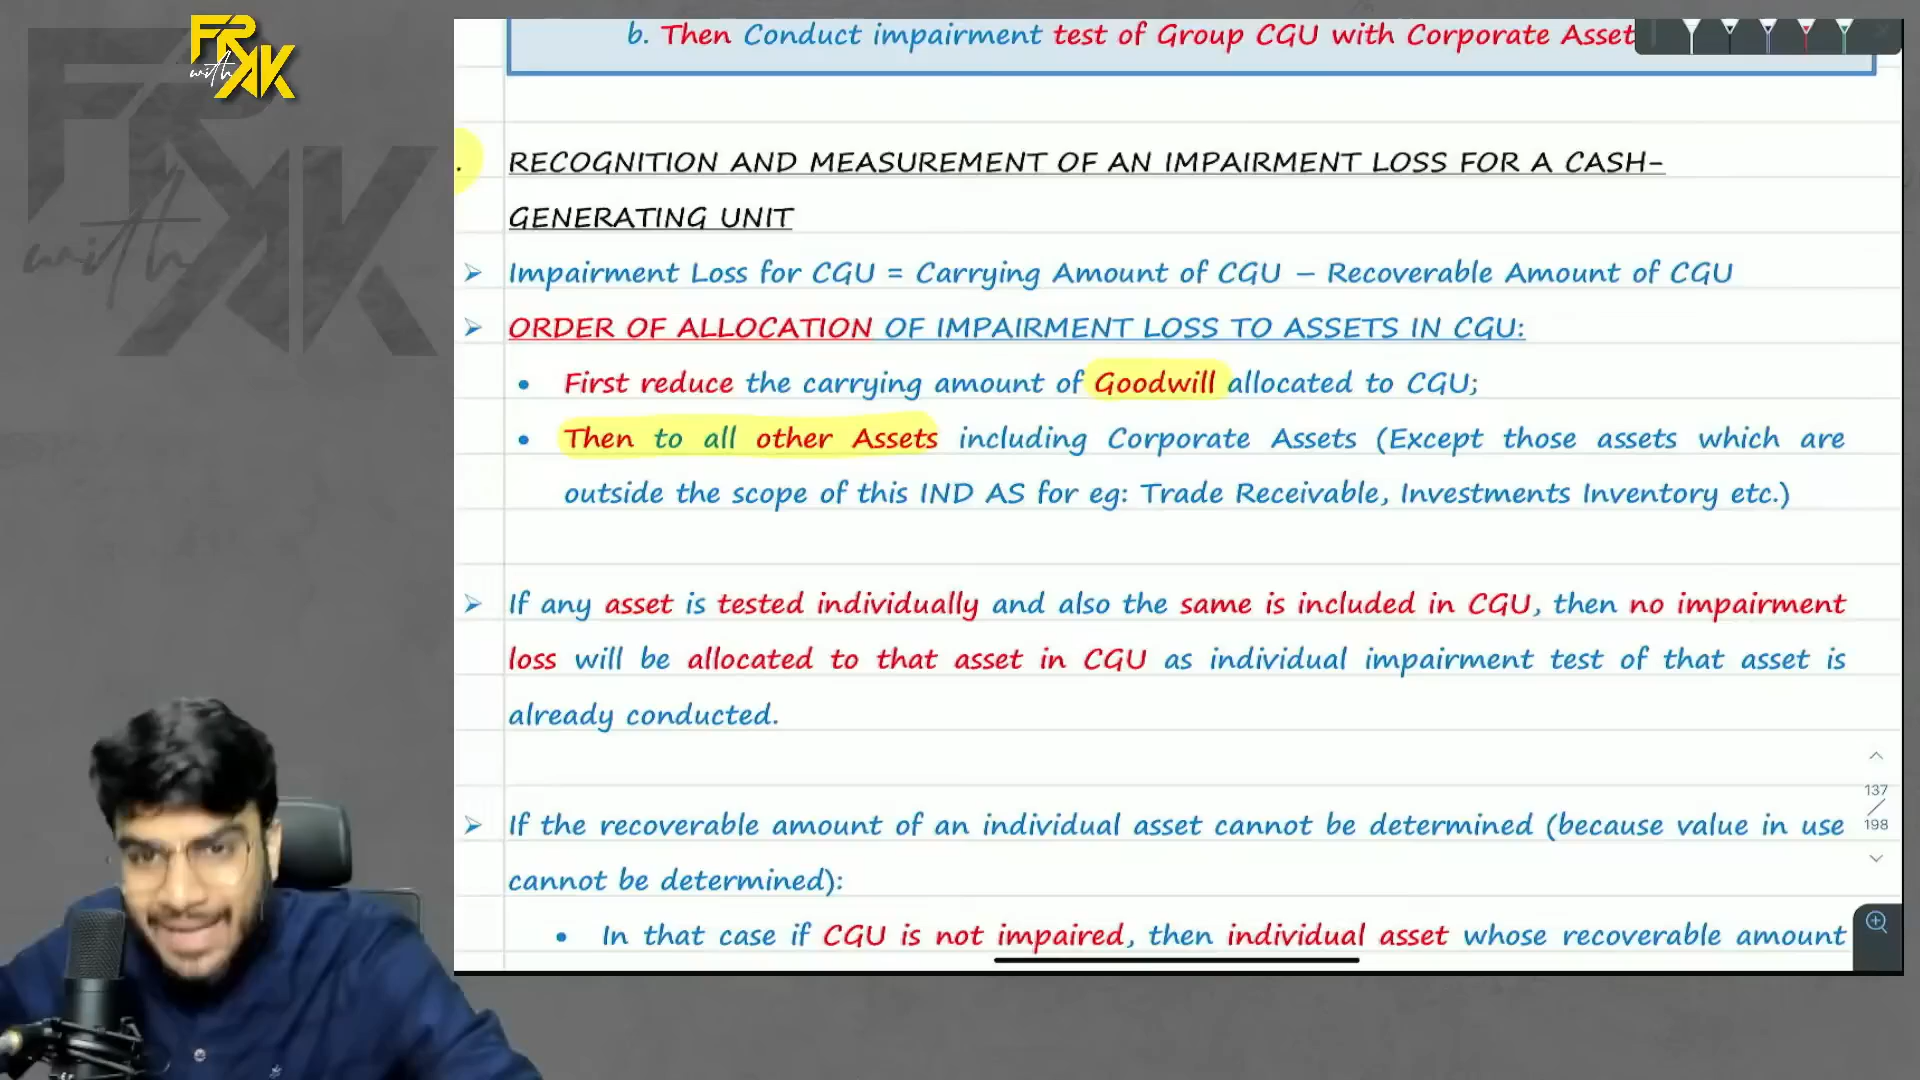 FR
with
AK
FR
with
AK
b. Then Conduct impairment test of Group CGU with Corporate Asset
RECOGNITION AND MEASUREMENT OF AN IMPAIRMENT LOSS FOR A CASH-
GENERATING UNIT
➢ Impairment Loss for CGU = Carrying Amount of CGU – Recoverable Amount of CGU
➢ ORDER OF ALLOCATION OF IMPAIRMENT LOSS TO ASSETS IN CGU:
• First reduce the carrying amount of Goodwill allocated to CGU;
• Then to all other Assets including Corporate Assets (Except those assets which are
outside the scope of this IND AS for eg: Trade Receivable, Investments Inventory etc.)
➢ If any asset is tested individually and also the same is included in CGU, then no impairment
loss will be allocated to that asset in CGU as individual impairment test of that asset is
already conducted.
➢ If the recoverable amount of an individual asset cannot be determined (because value in use
cannot be determined):
• In that case if CGU is not impaired, then individual asset whose recoverable amount
137
198